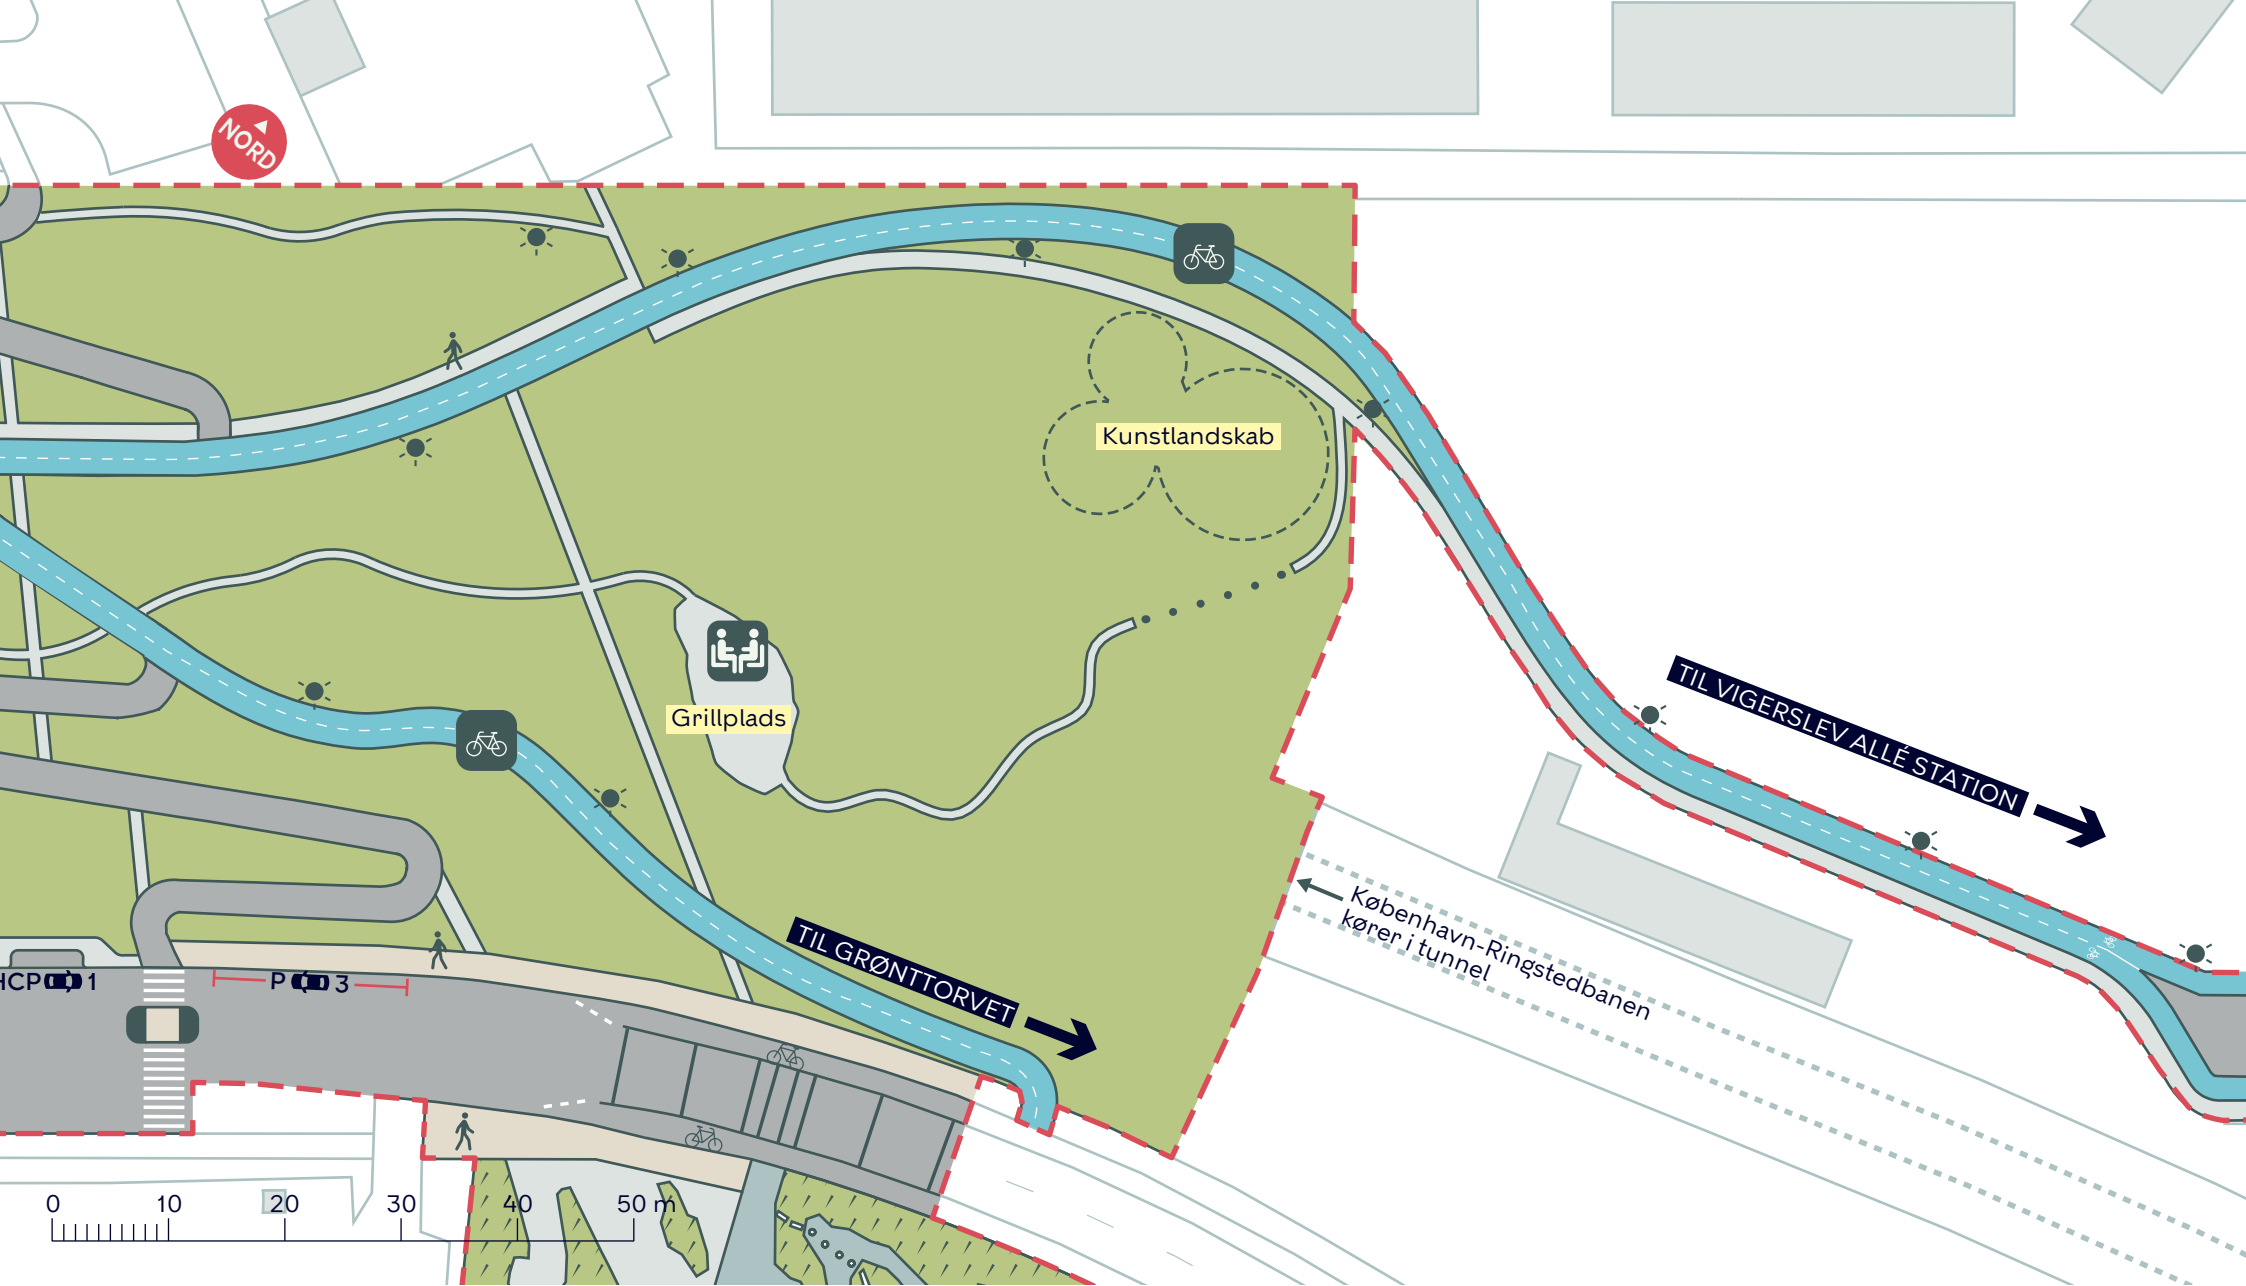 NORD
Kunstlandskab
Grillplads
TIL VIGERSLEV ALLÉ STATION
København-Ringstedbanen
kører i tunnel
TIL GRØNTTORVET
HCP 1
P 3
0 10 20 30 40 50 m